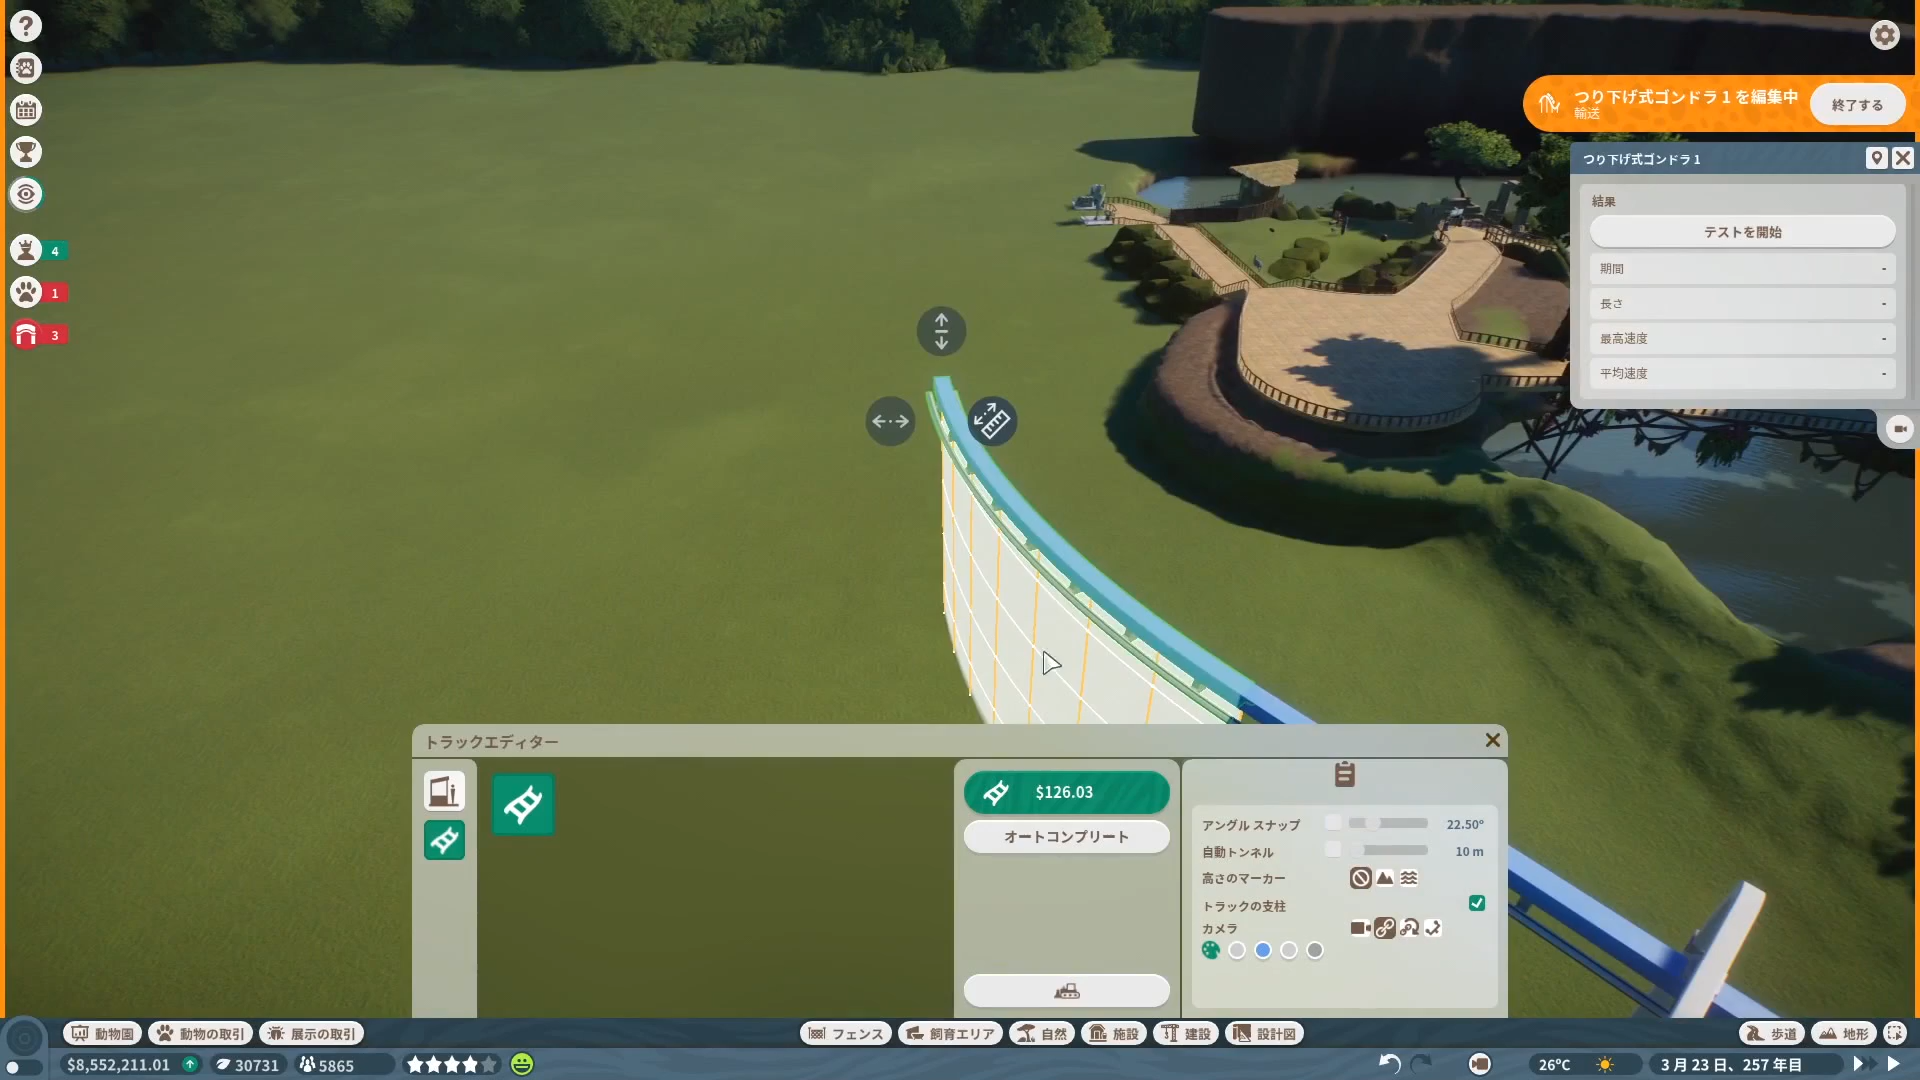 つり下げ式ゴンドラ 1 を編集中
輸送
終了する
つり下げ式ゴンドラ 1
結果
テストを開始
期間 -
長さ -
最高速度 -
平均速度 -
4
1
3
トラックエディター
$126.03
オートコンプリート
アングル スナップ 22.50°
自動トンネル 10 m
高さのマーカー
トラックの支柱
カメラ
動物園 動物の取引 展示の取引 フェンス 飼育エリア 自然 施設 建設 設計図 歩道 地形
$8,552,211.01 30731 5865 26°C 3 月 23 日、257 年目